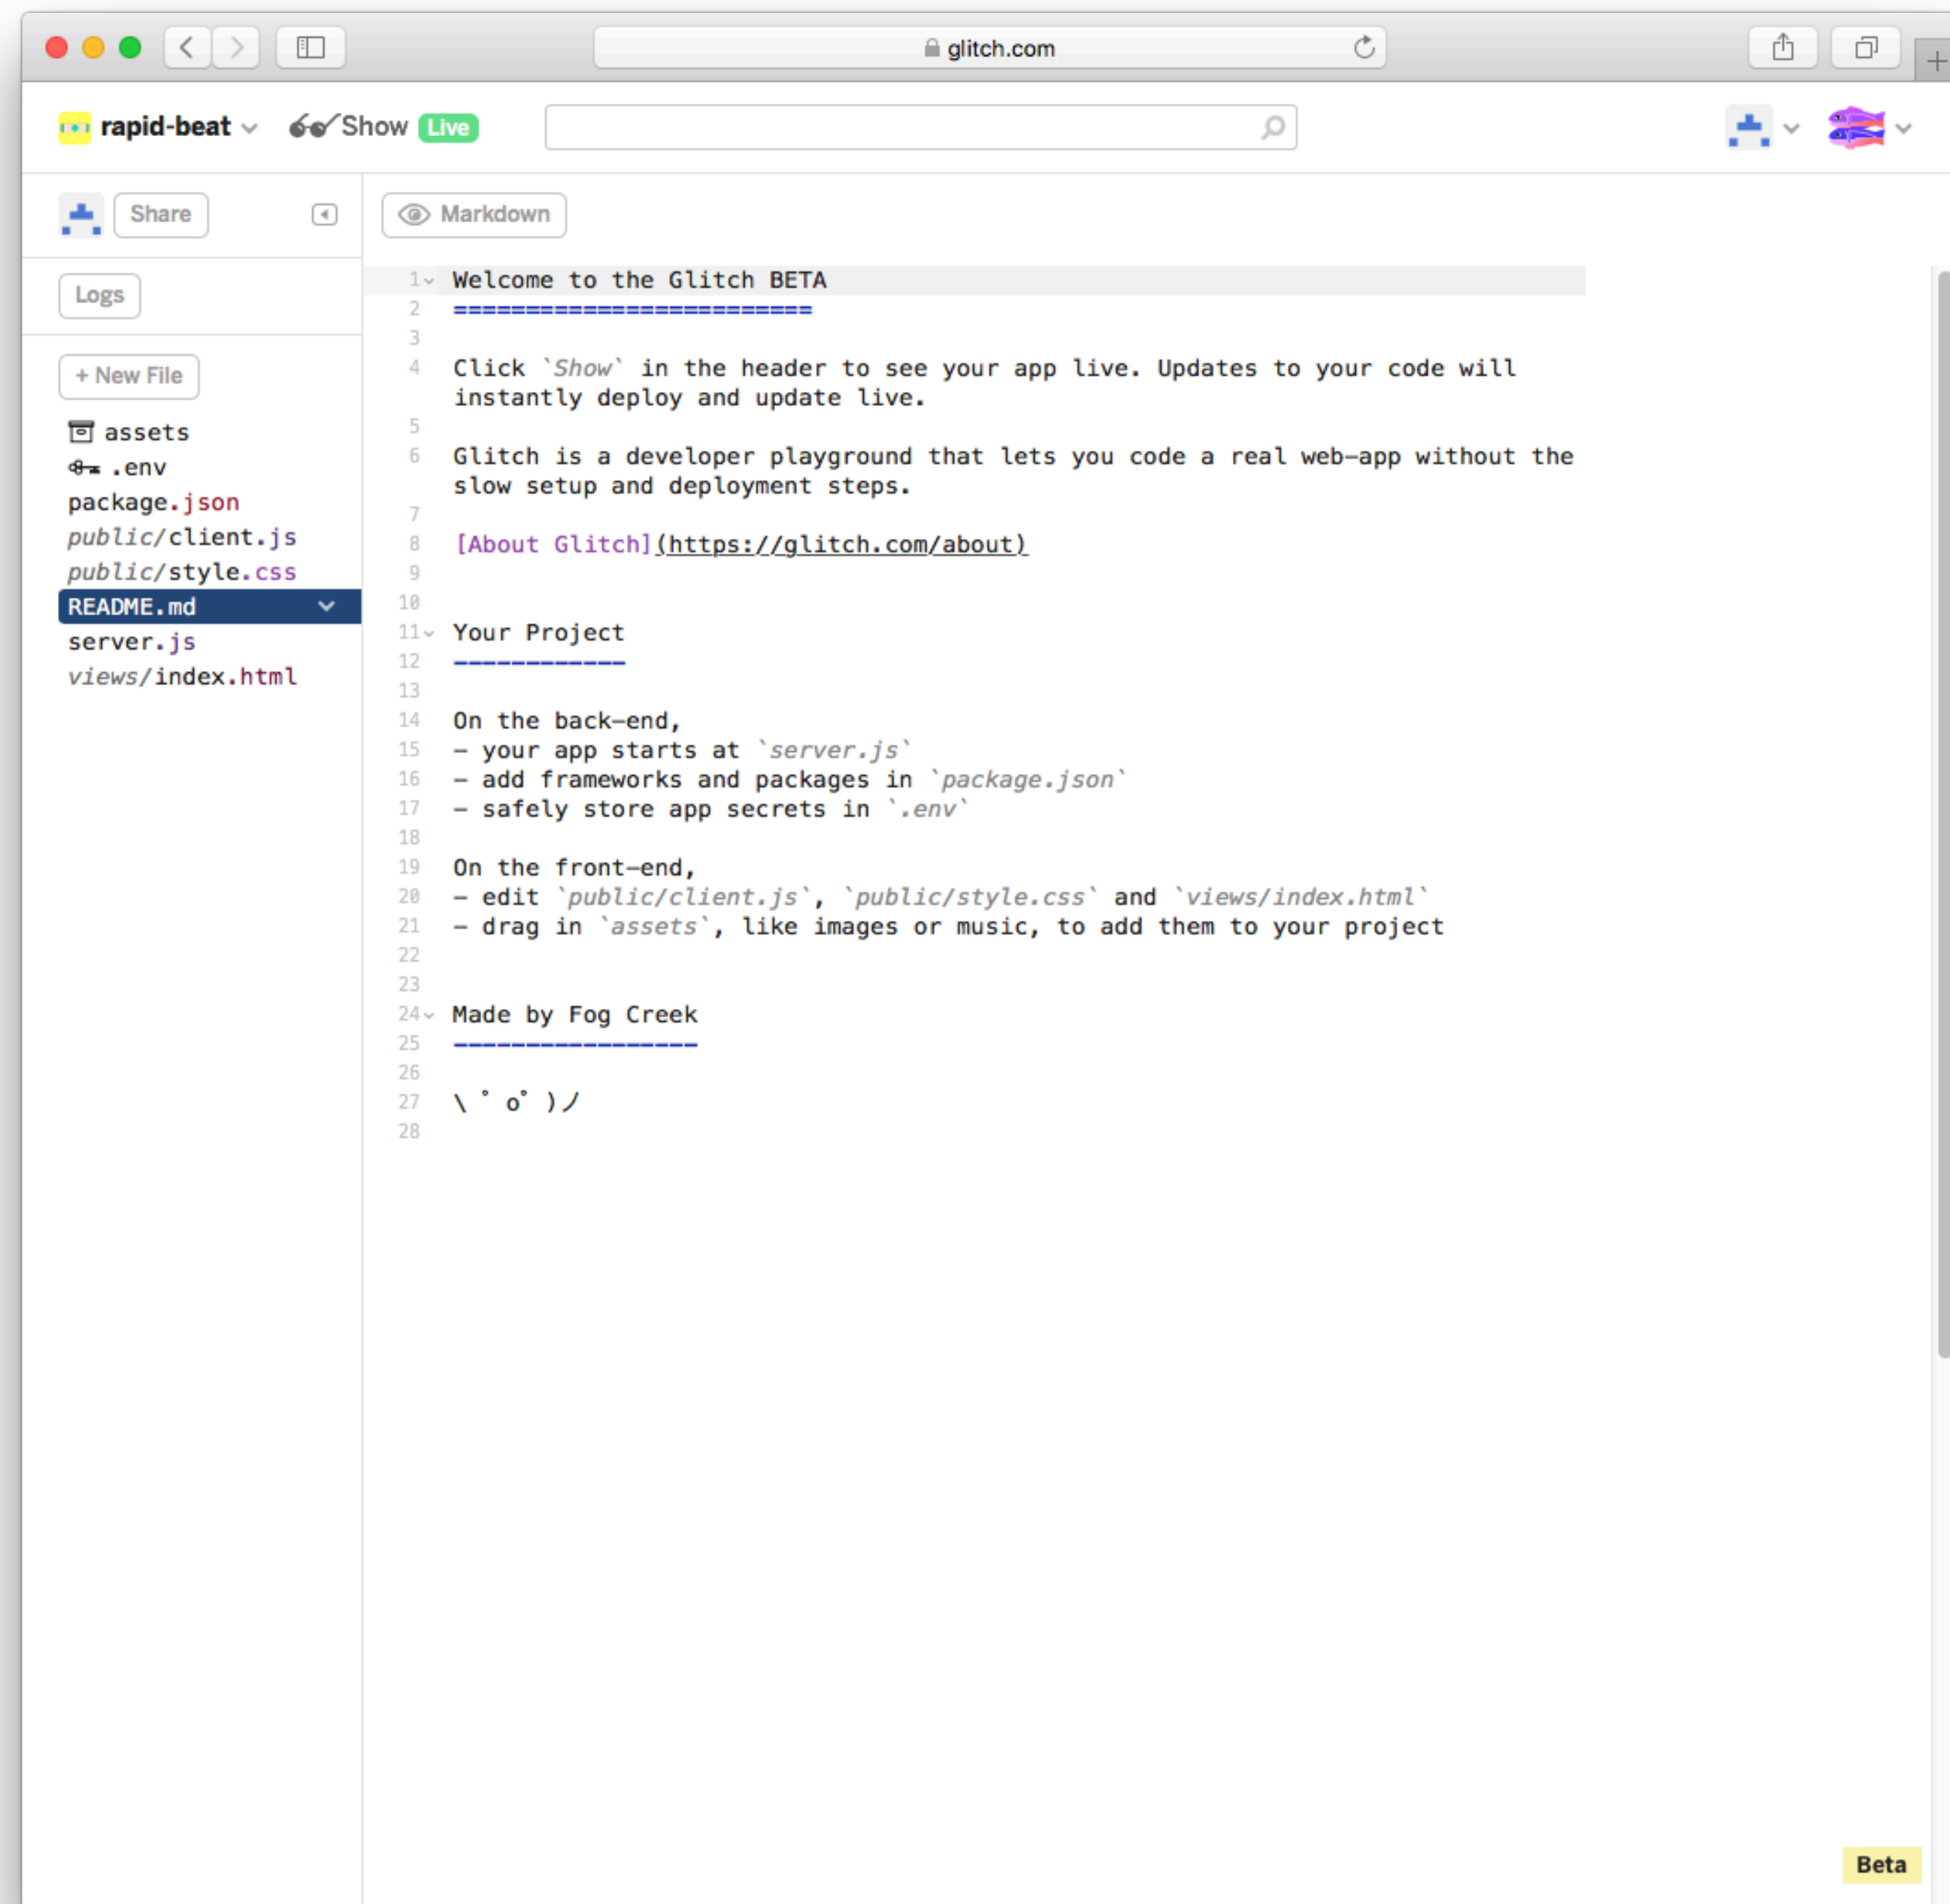 glitch.com
rapid-beat Show Live
Share
Markdown
Logs
+ New File
assets
.env
package.json
public/client.js
public/style.css
README.md
server.js
views/index.html
1 Welcome to the Glitch BETA
2 =========================
3
4 Click `Show` in the header to see your app live. Updates to your code will
instantly deploy and update live.
5
6 Glitch is a developer playground that lets you code a real web-app without the
slow setup and deployment steps.
7
8 [About Glitch](https://glitch.com/about)
9
10
11 Your Project
12 ------------
13
14 On the back-end,
15 - your app starts at `server.js`
16 - add frameworks and packages in `package.json`
17 - safely store app secrets in `.env`
18
19 On the front-end,
20 - edit `public/client.js`, `public/style.css` and `views/index.html`
21 - drag in `assets`, like images or music, to add them to your project
22
23
24 Made by Fog Creek
25 -----------------
26
27 \ ゜o゜)ノ
28
Beta